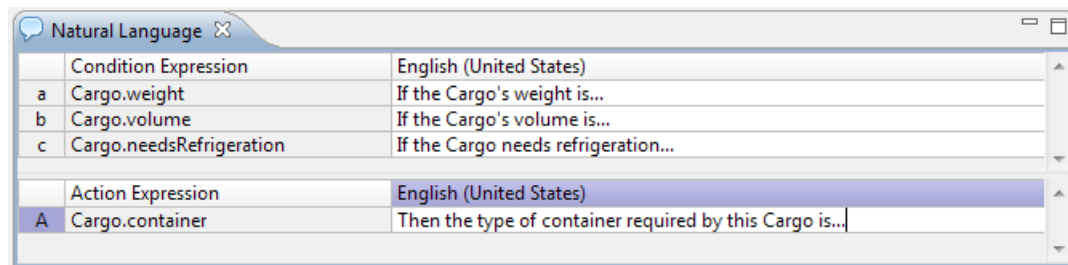 Natural Language
Condition Expression English (United States)
a Cargo.weight If the Cargo's weight is...
b Cargo.volume If the Cargo's volume is...
c Cargo.needsRefrigeration If the Cargo needs refrigeration...
Action Expression English (United States)
A Cargo.container Then the type of container required by this Cargo is...